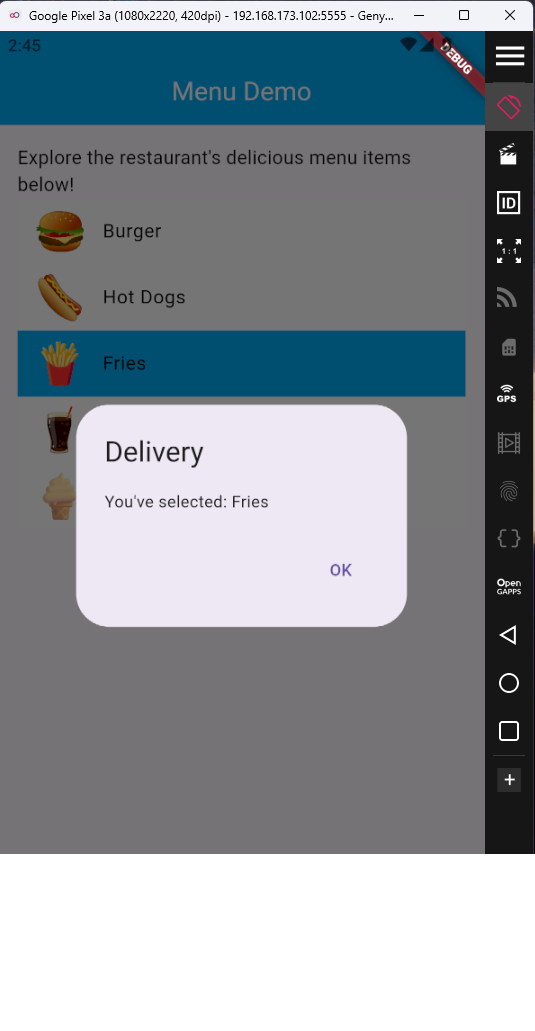 Google Pixel 3a (1080x2220, 420dpi) - 192.168.173.102:5555 - Geny...
2:45
DEBUG
Menu Demo
Explore the restaurant's delicious menu items
below!
Burger
Hot Dogs
Fries
Delivery
You've selected: Fries
OK
ID
1 : 1
GPS
Open
GAPPS